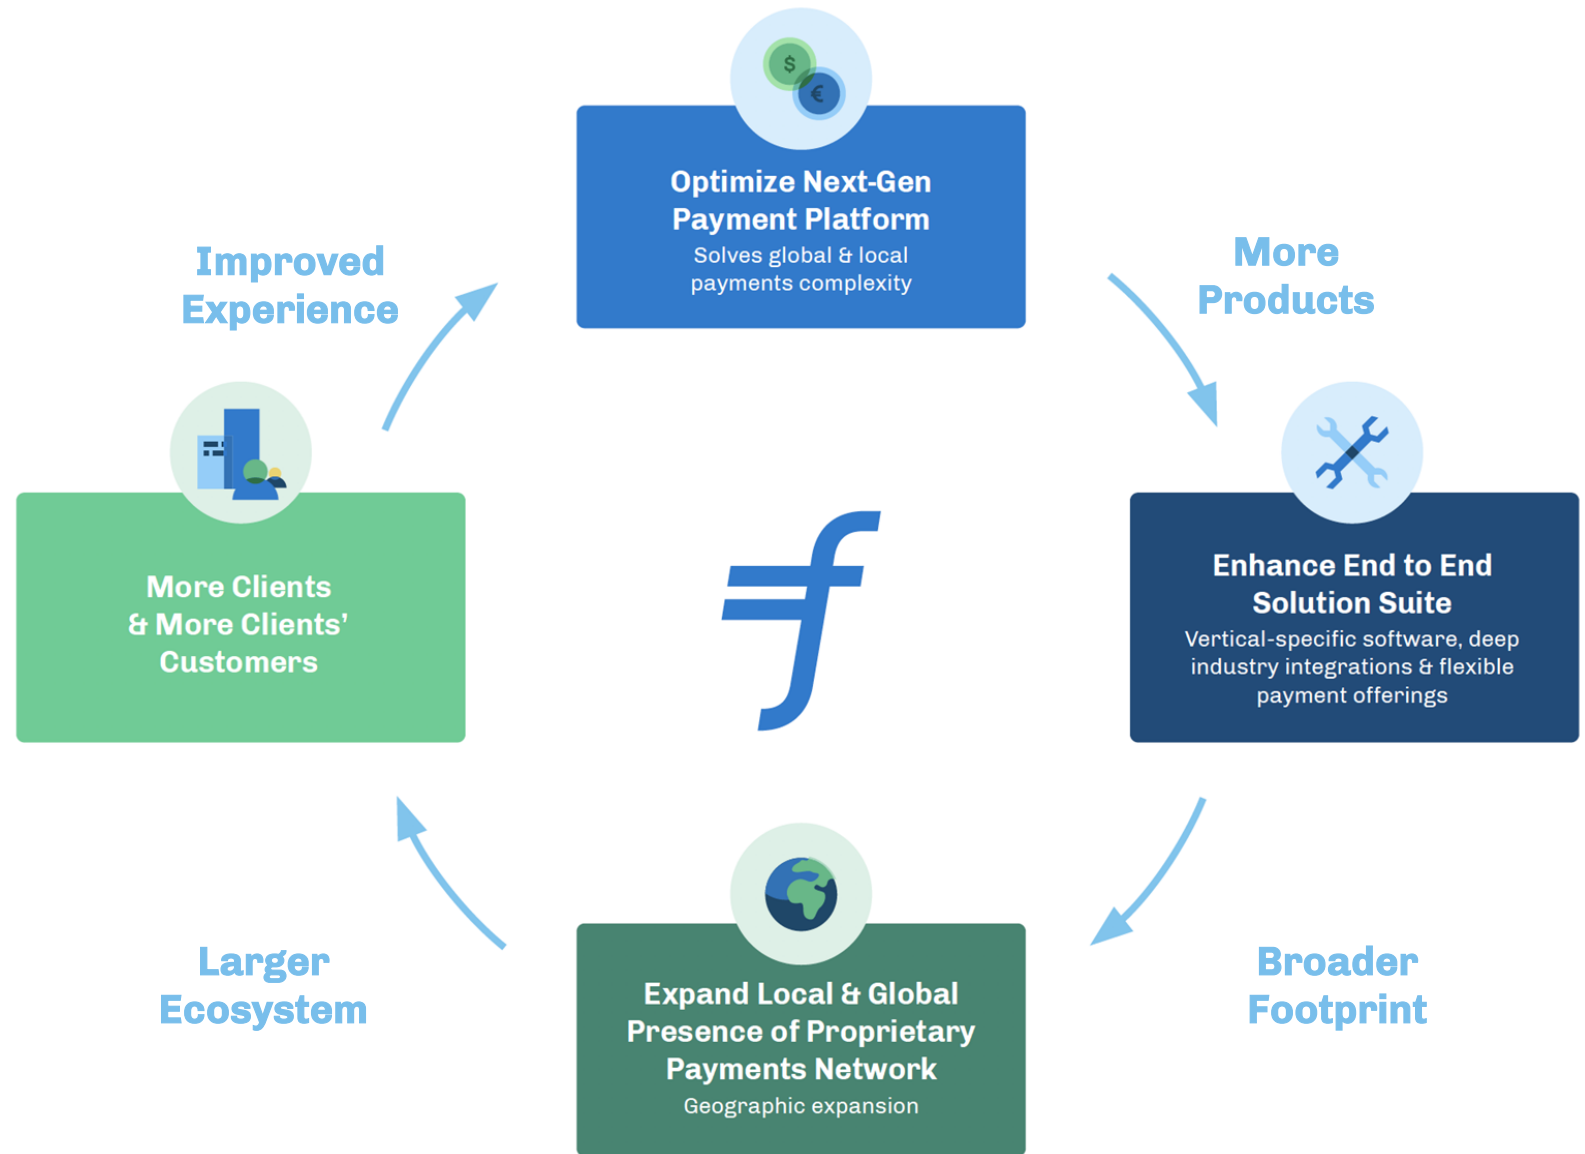 $
€
Optimize Next-Gen
Payment Platform
Solves global & local
payments complexity
Improved
Experience
More
Products
More Clients
& More Clients’
Customers
Enhance End to End
Solution Suite
Vertical-specific software, deep
industry integrations & flexible
payment offerings
Larger
Ecosystem
Expand Local & Global
Presence of Proprietary
Payments Network
Geographic expansion
Broader
Footprint